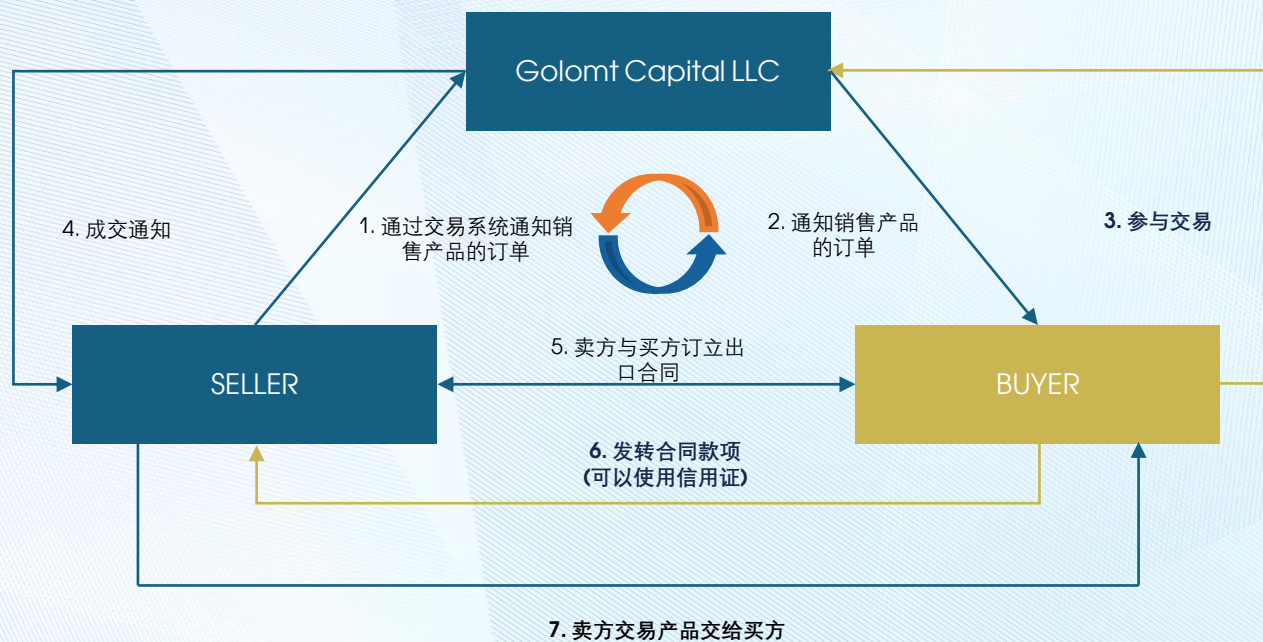 Golomt Capital LLC
4. 成交通知
1. 通过交易系统通知销
售产品的订单
2. 通知销售产品
的订单
3. 参与交易
5. 卖方与买方订立出
口合同
SELLER
BUYER
6. 发转合同款项
(可以使用信用证)
7. 卖方交易产品交给买方